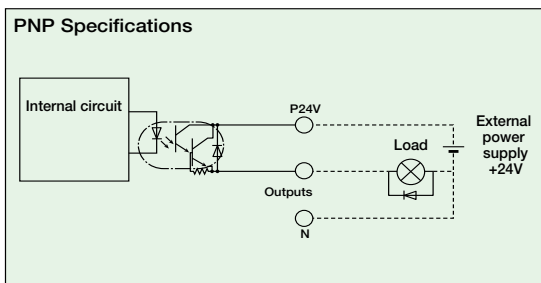 PNP Specifications
Internal circuit
P24V
Load
External
power
supply
+24V
Outputs
N